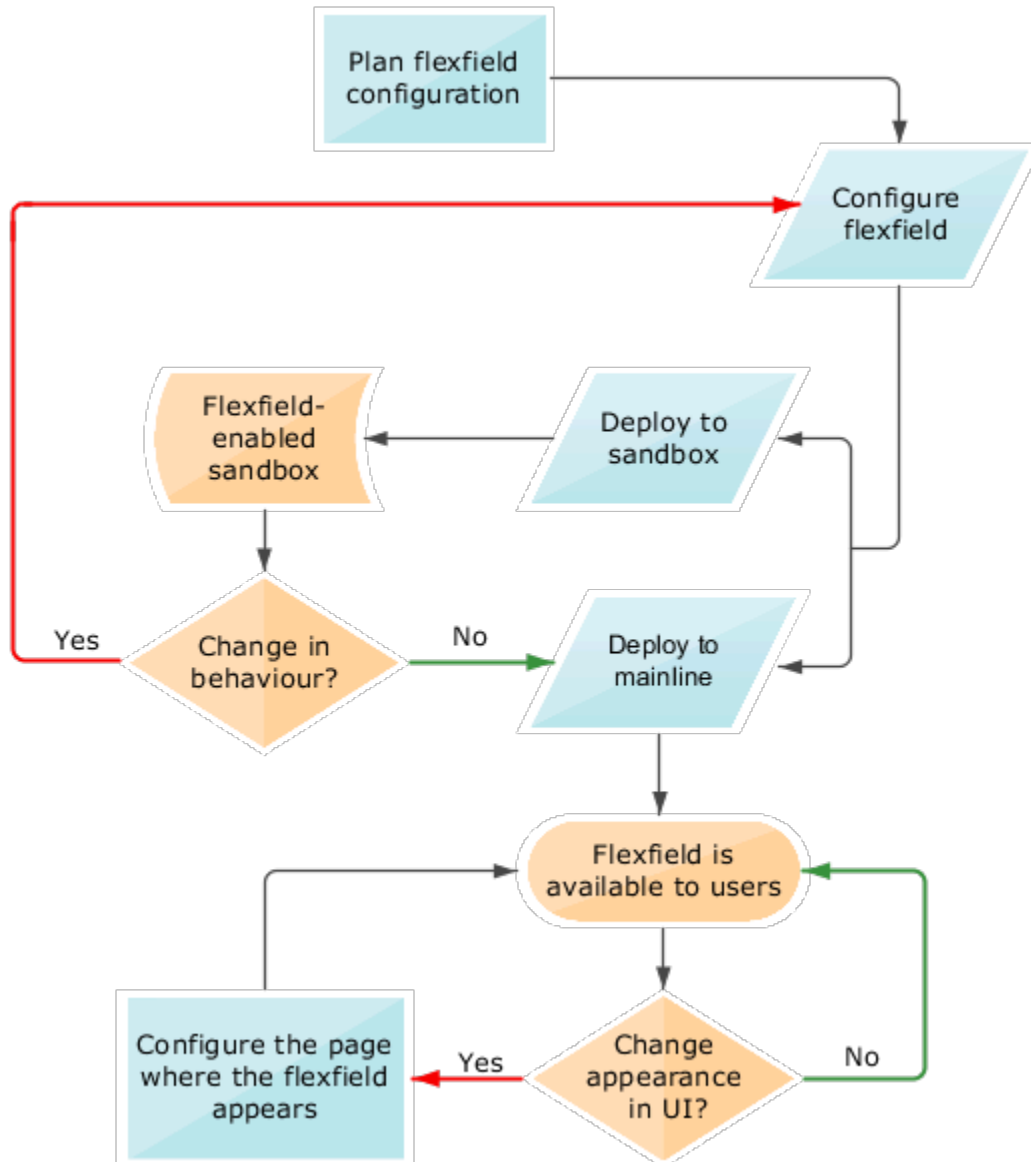 Plan flexfield
configuration
Configure
flexfield
Flexfield-
enabled
sandbox
Deploy to
sandbox
Yes
Change in
behaviour?
No
Deploy to
mainline
Flexfield is
available to users
Configure the page
where the flexfield
appears
Yes
Change
appearance
in UI?
No